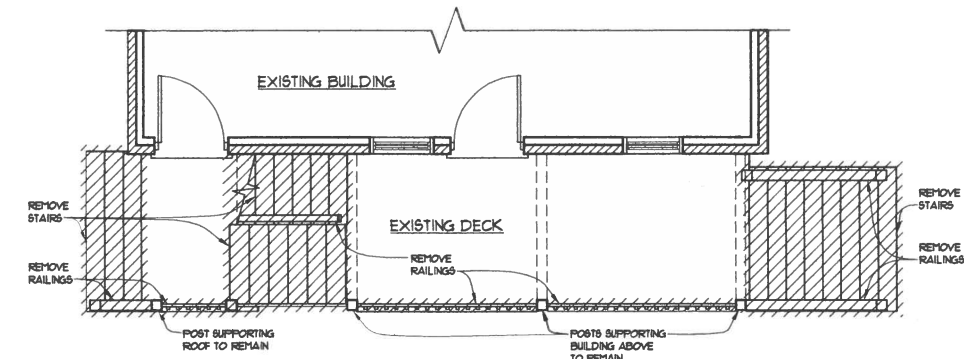 EXISTING BUILDING
REMOVE
STAIRS
REMOVE
STAIRS
EXISTING DECK
REMOVE
RAILINGS
REMOVE
RAILINGS
REMOVE
RAILINGS
POST SUPPORTING
ROOF TO REMAIN
POSTS SUPPORTING
BUILDING ABOVE
TO REMAIN